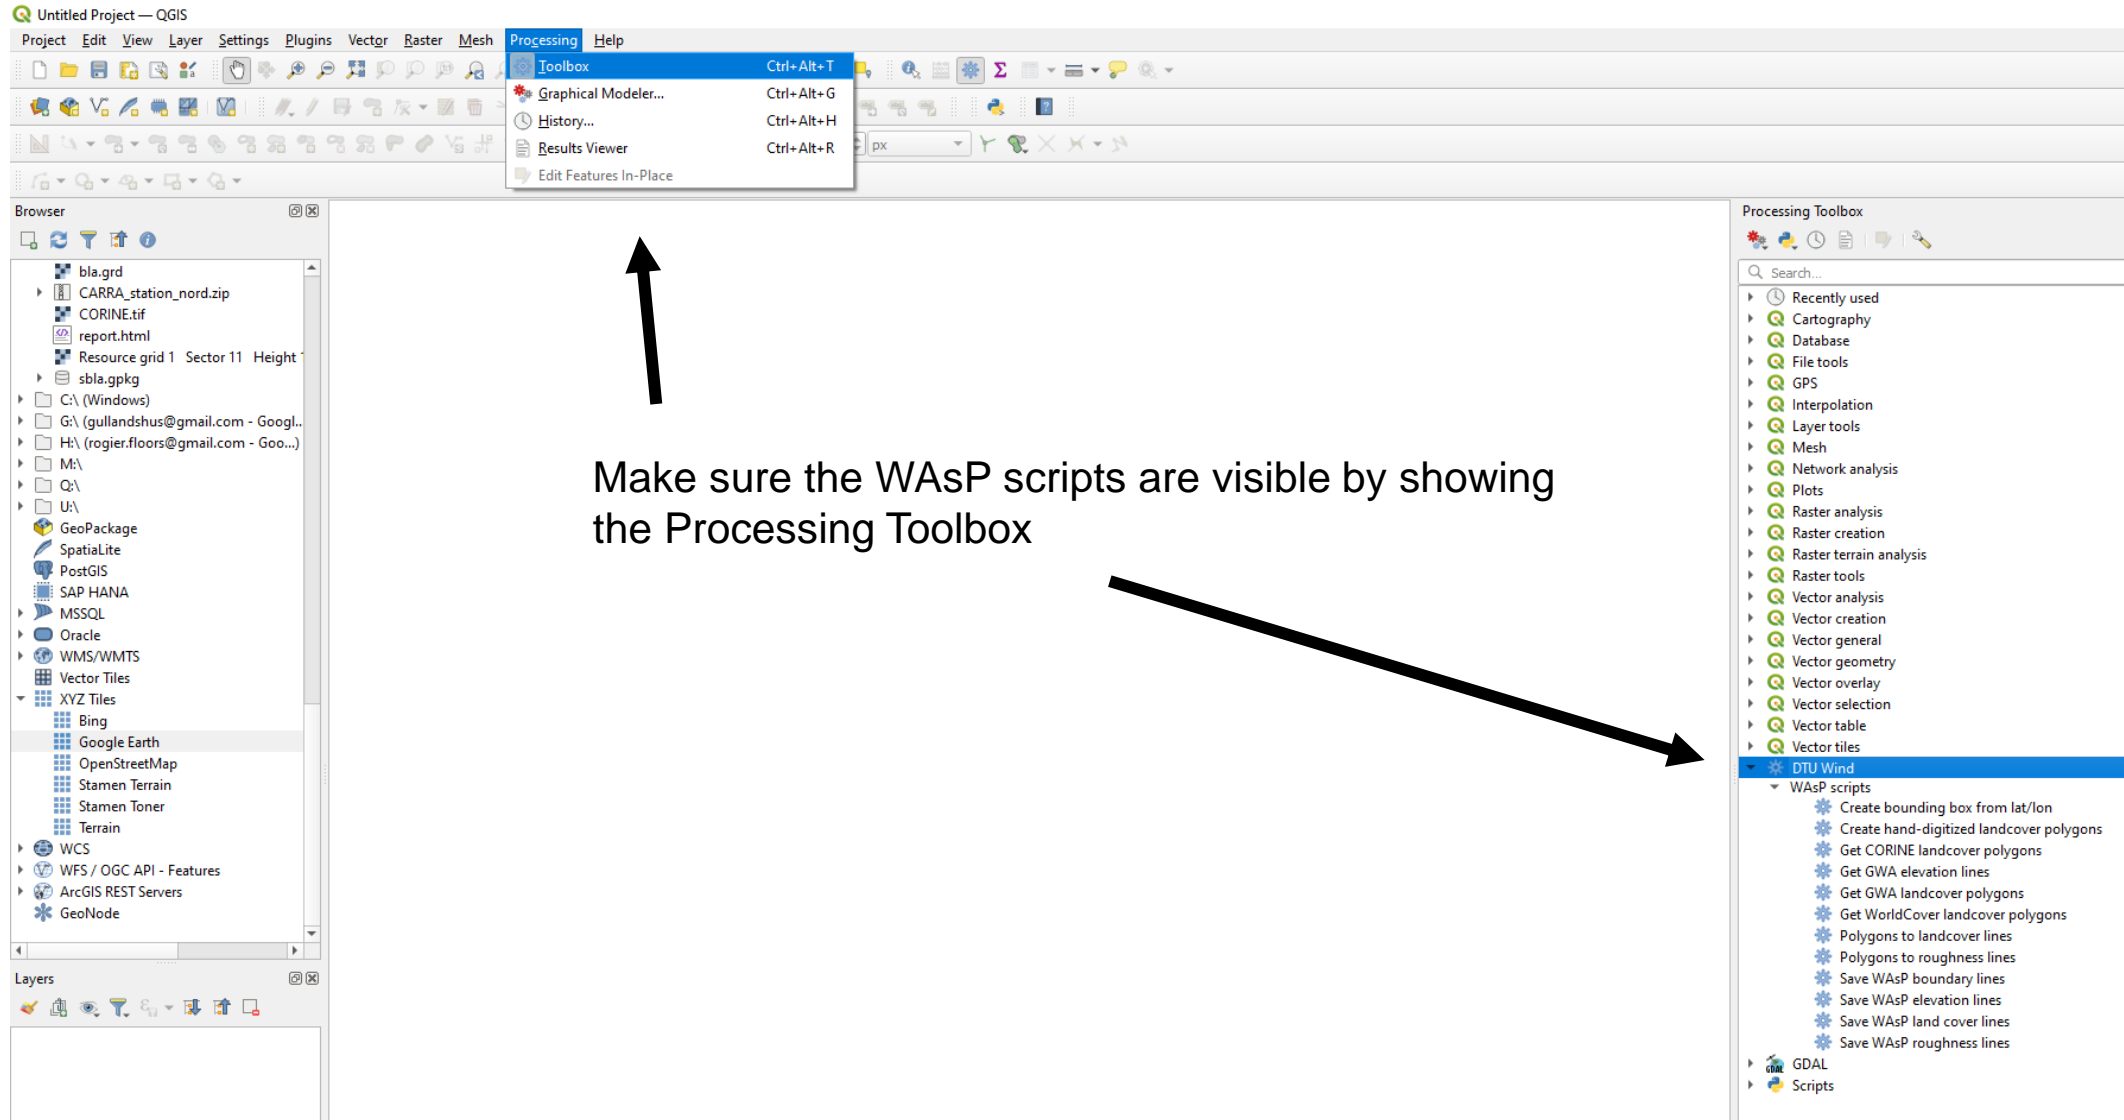 Untitled Project — QGIS
Project Edit View Layer Settings Plugins Vector Raster Mesh Processing Help
Toolbox Ctrl+Alt+T
Graphical Modeler... Ctrl+Alt+G
History... Ctrl+Alt+H
Results Viewer Ctrl+Alt+R
Edit Features In-Place
px
Browser
bla.grd
CARRA_station_nord.zip
CORINE.tif
report.html
Resource grid 1 Sector 11 Height
sbla.gpkg
C:\ (Windows)
G:\ (gullandshus@gmail.com - Googl...
H:\ (rogier.floors@gmail.com - Goo...)
M:\
Q:\
U:\
GeoPackage
SpatiaLite
PostGIS
SAP HANA
MSSQL
Oracle
WMS/WMTS
Vector Tiles
XYZ Tiles
Bing
Google Earth
OpenStreetMap
Stamen Terrain
Stamen Toner
Terrain
WCS
WFS / OGC API - Features
ArcGIS REST Servers
GeoNode
Layers
Make sure the WAsP scripts are visible by showing
the Processing Toolbox
Processing Toolbox
Search...
Recently used
Cartography
Database
File tools
GPS
Interpolation
Layer tools
Mesh
Network analysis
Plots
Raster analysis
Raster creation
Raster terrain analysis
Raster tools
Vector analysis
Vector creation
Vector general
Vector geometry
Vector overlay
Vector selection
Vector table
Vector tiles
DTU Wind
WAsP scripts
Create bounding box from lat/lon
Create hand-digitized landcover polygons
Get CORINE landcover polygons
Get GWA elevation lines
Get GWA landcover polygons
Get WorldCover landcover polygons
Polygons to landcover lines
Polygons to roughness lines
Save WAsP boundary lines
Save WAsP elevation lines
Save WAsP land cover lines
Save WAsP roughness lines
GDAL
Scripts